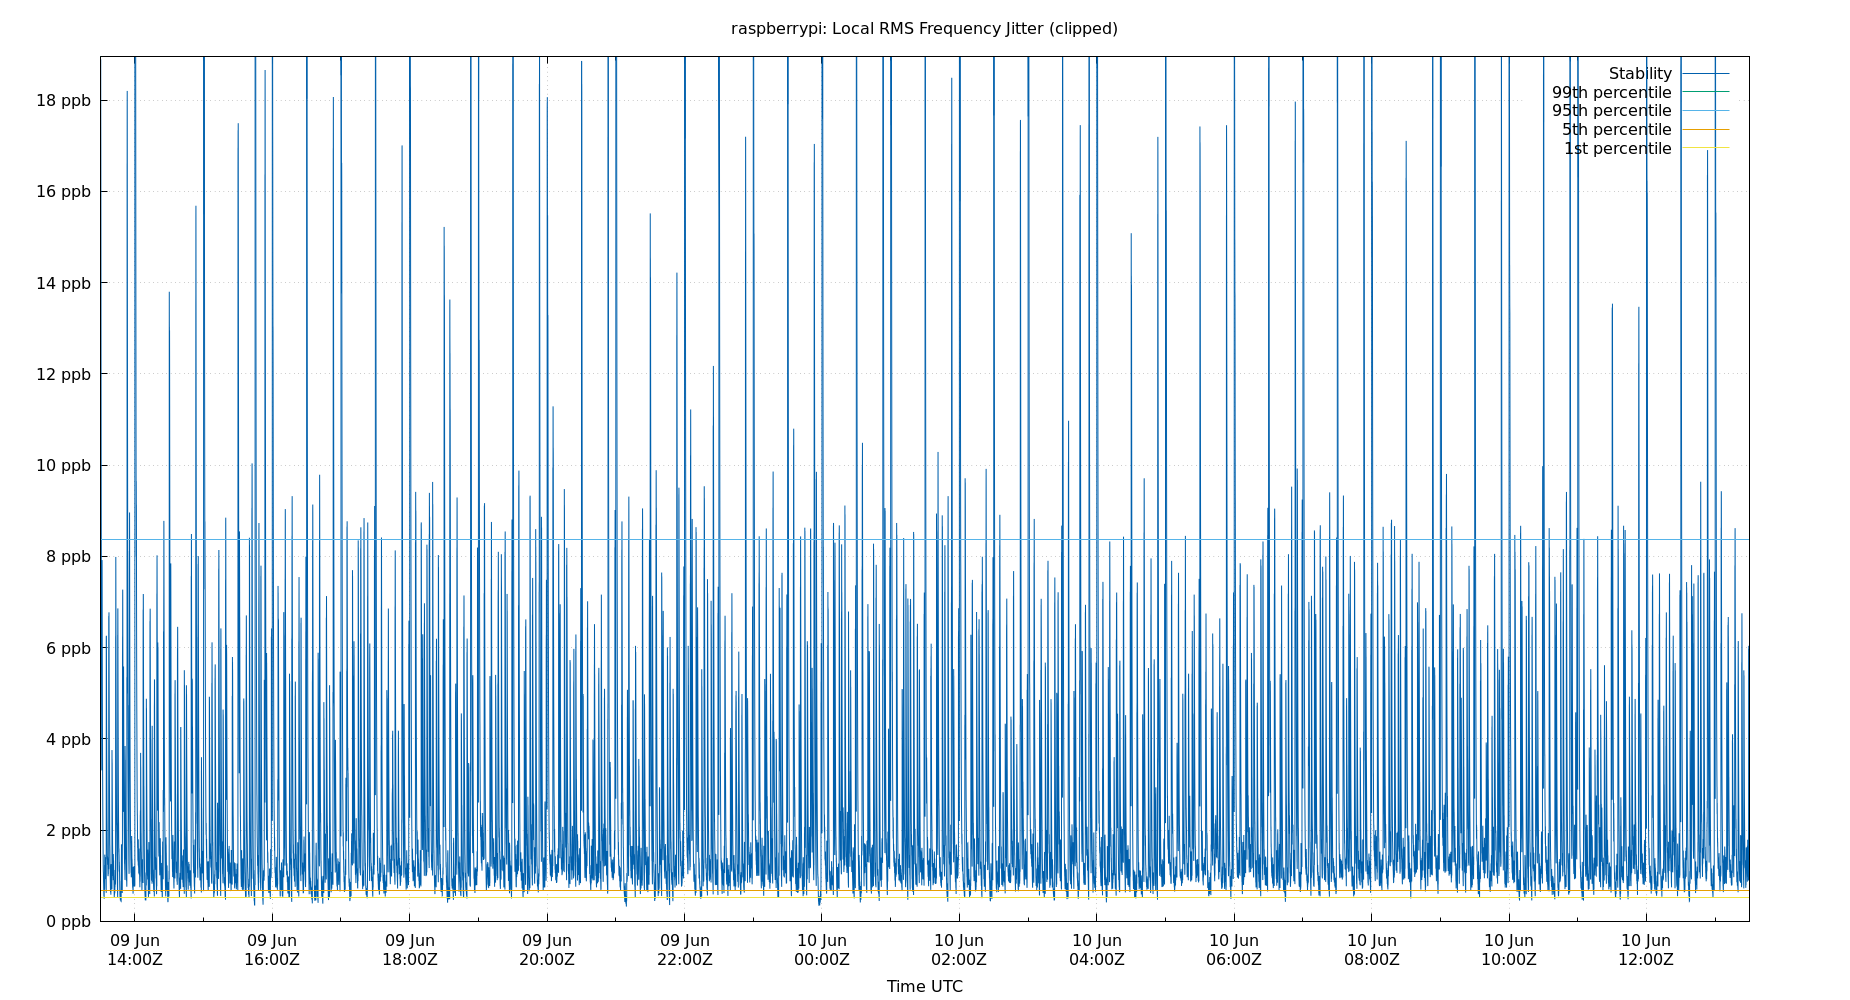 raspberrypi: Local RMS Frequency Jitter (clipped)
Stability
99th percentile
95th percentile
5th percentile
1st percentile
18 ppb
16 ppb
14 ppb
12 ppb
10 ppb
8 ppb
6 ppb
4 ppb
2 ppb
0 ppb
09 Jun 09 Jun 09 Jun 09 Jun 09 Jun 10 Jun 10 Jun 10 Jun 10 Jun 10 Jun 10 Jun 10 Jun
14:00Z 16:00Z 18:00Z 20:00Z 22:00Z 00:00Z 02:00Z 04:00Z 06:00Z 08:00Z 10:00Z 12:00Z
Time UTC